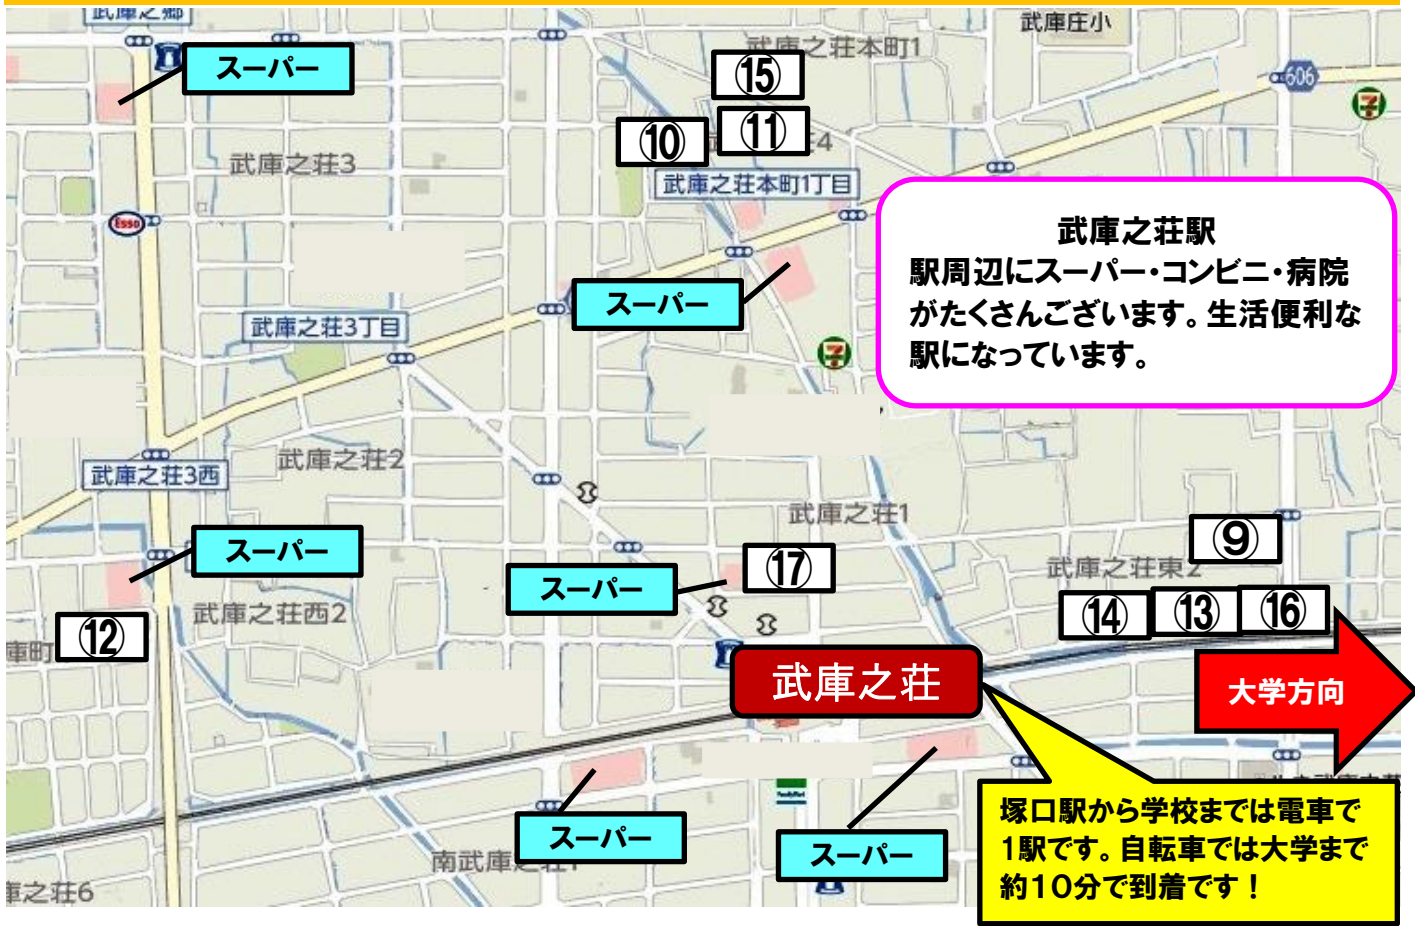 武庫之郷
武庫庄小
武庫之荘本町1
スーパー
⑮
606
⑩
⑪
4
武庫之荘3
武庫之荘本町1丁目
Esso
武庫之荘駅
駅周辺にスーパー・コンビニ・病院
がたくさんございます。生活便利な
駅になっています。
スーパー
武庫之荘3丁目
7
7
武庫之荘2
武庫之荘3西
武庫之荘1
スーパー
⑨
武庫之荘東2
⑰
スーパー
武庫之荘西2
⑭
⑬
⑯
⑫
庫町
武庫之荘
大学方向
FamilyMart
塚口駅から学校までは電車で
1駅です。自転車では大学まで
約10分で到着です！
スーパー
スーパー
南武庫之荘1
庫之荘6